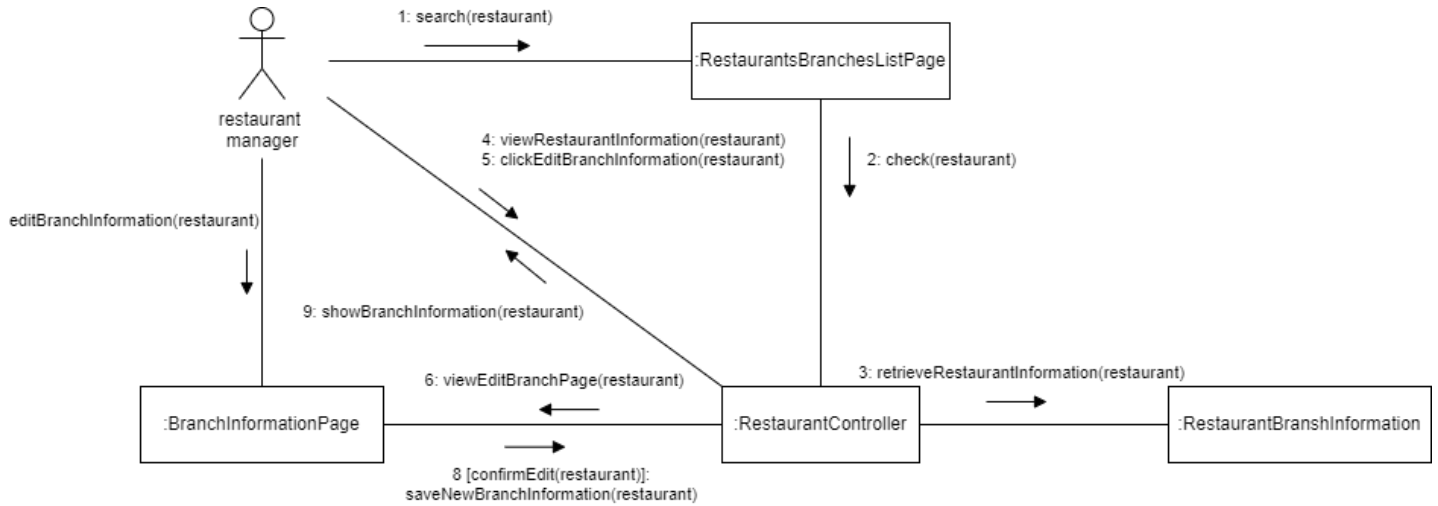 1: search(restaurant)
:RestaurantsBranchesListPage
restaurant
manager
4: viewRestaurantInformation(restaurant)
5: clickEditBranchInformation(restaurant)
2: check(restaurant)
editBranchInformation(restaurant)
9: showBranchInformation(restaurant)
6: viewEditBranchPage(restaurant)
3: retrieveRestaurantInformation(restaurant)
:BranchInformationPage
:RestaurantController
:RestaurantBranshInformation
8 [confirmEdit(restaurant)]:
saveNewBranchInformation(restaurant)